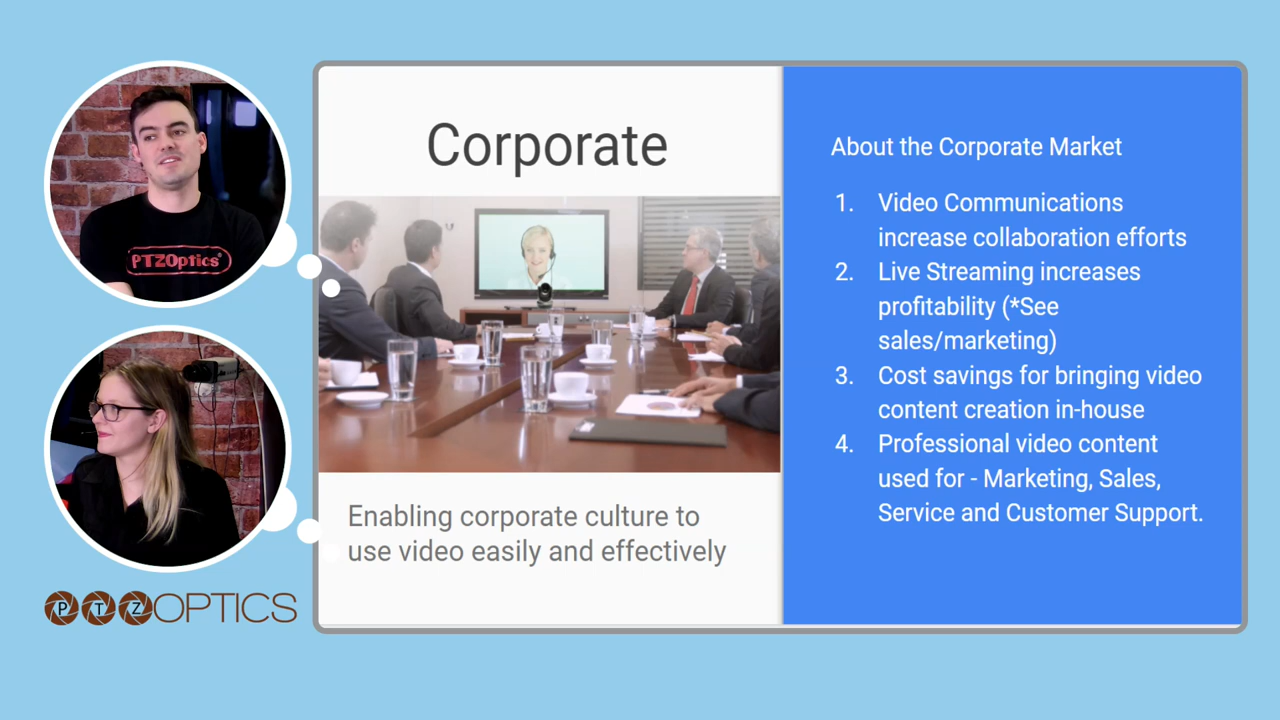 PTZOptics
Corporate
Enabling corporate culture to
use video easily and effectively
About the Corporate Market
1. Video Communications
increase collaboration efforts
2. Live Streaming increases
profitability (*See
sales/marketing)
3. Cost savings for bringing video
content creation in-house
4. Professional video content
used for - Marketing, Sales,
Service and Customer Support.
PTZOPTICS